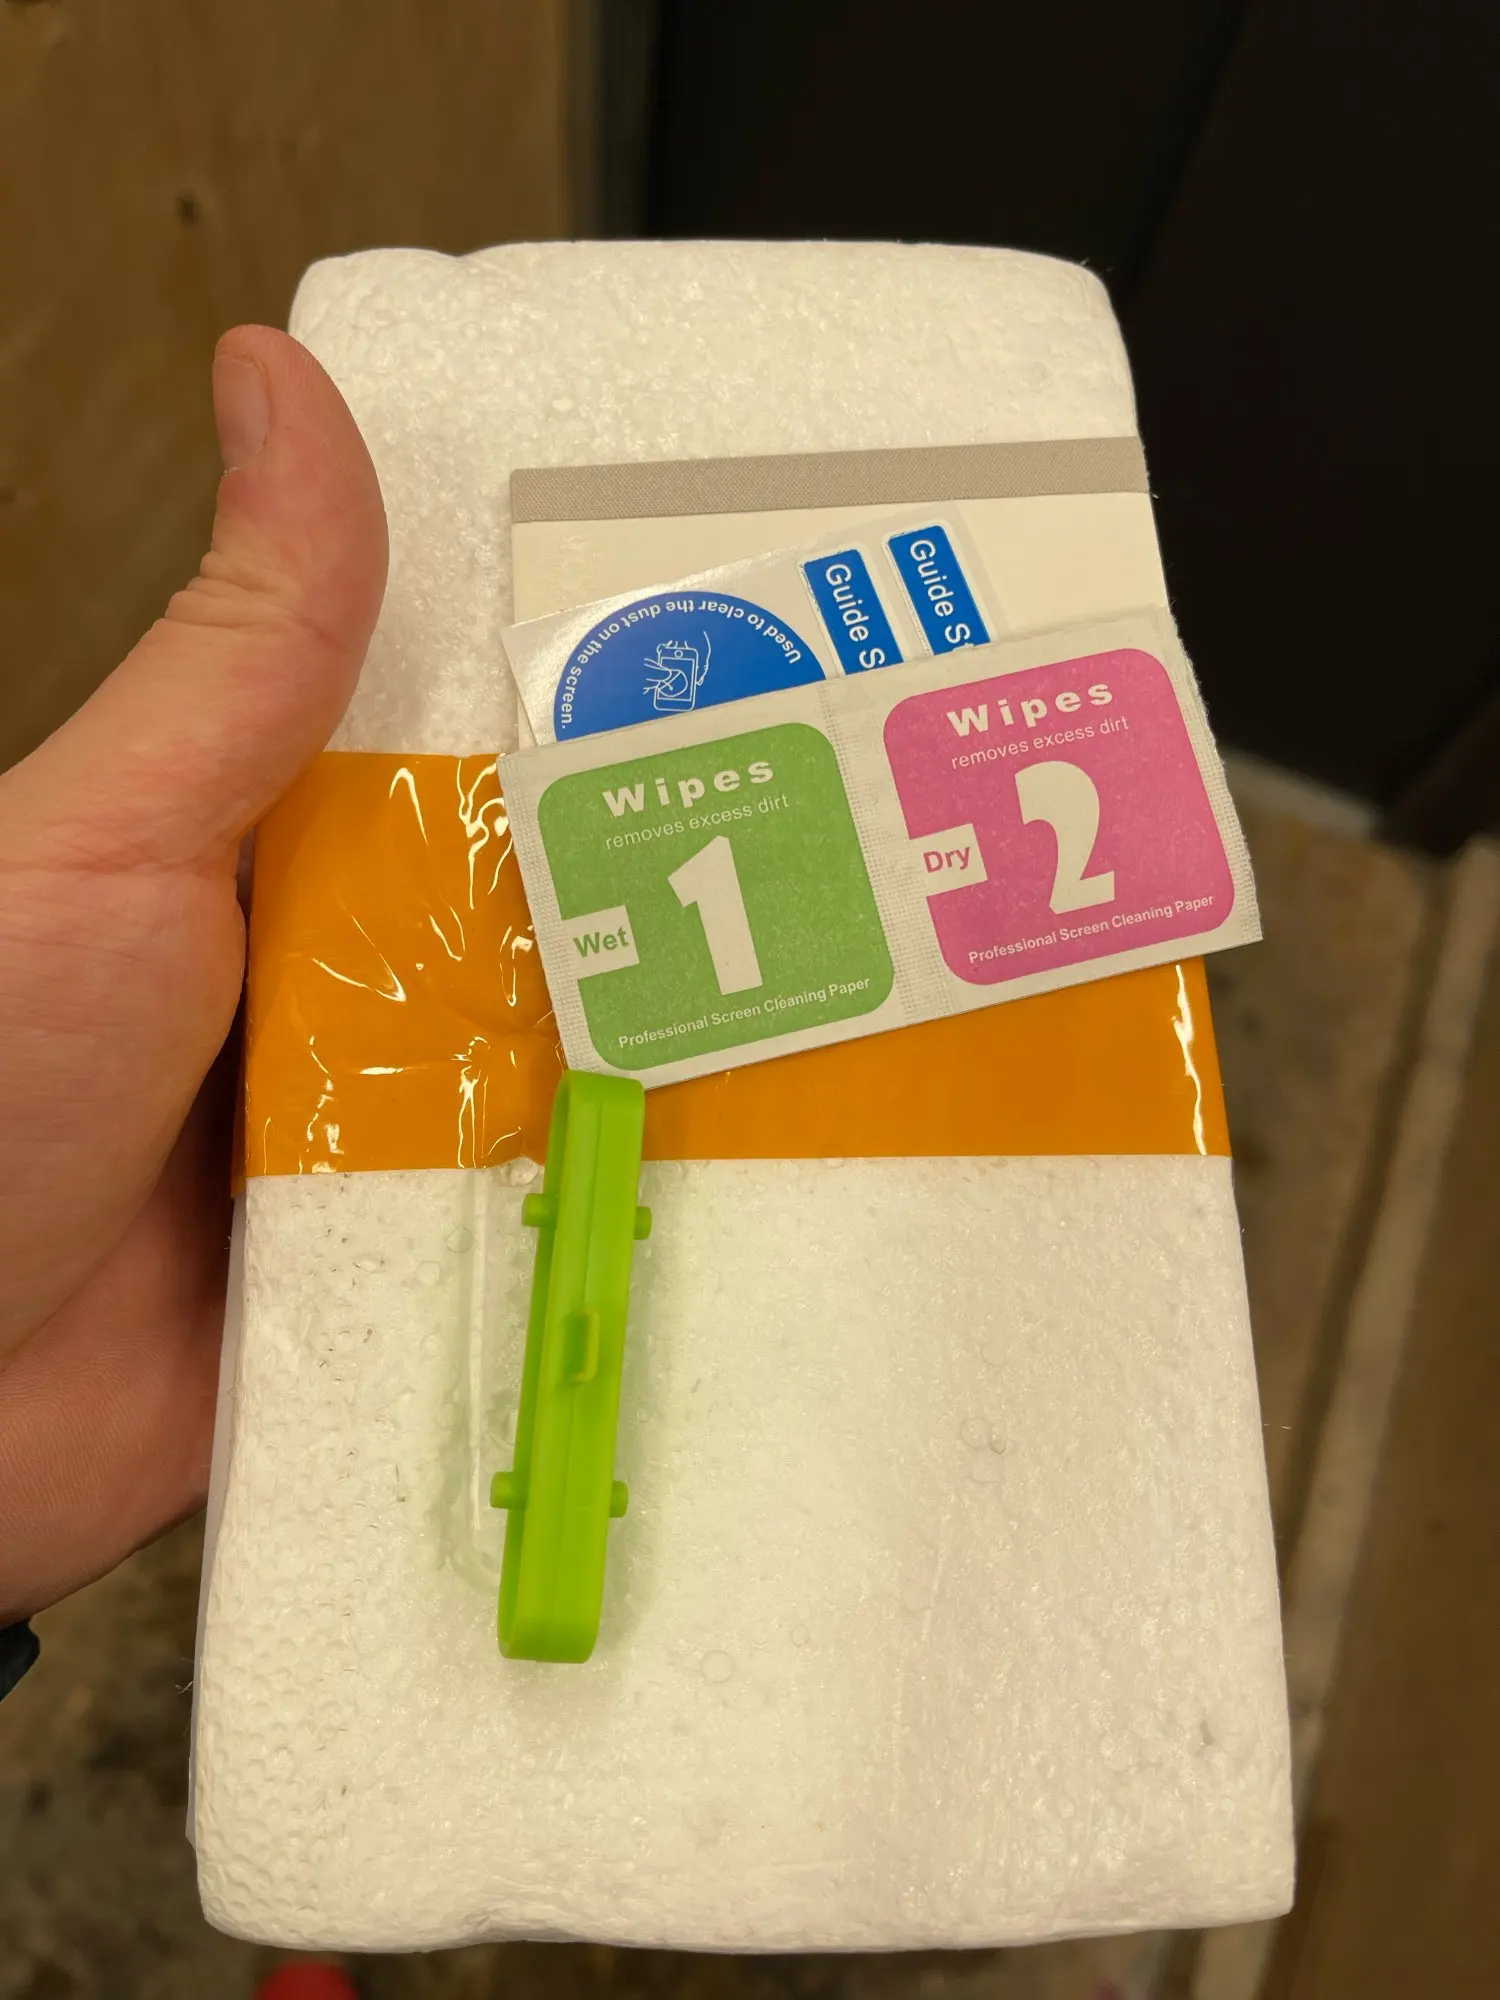 used to clear the dust on the screen.
Guide S
Guide St
Wipes
removes excess dirt
1
Wet
Professional Screen Cleaning Paper
Wipes
removes excess dirt
2
Dry
Professional Screen Cleaning Paper